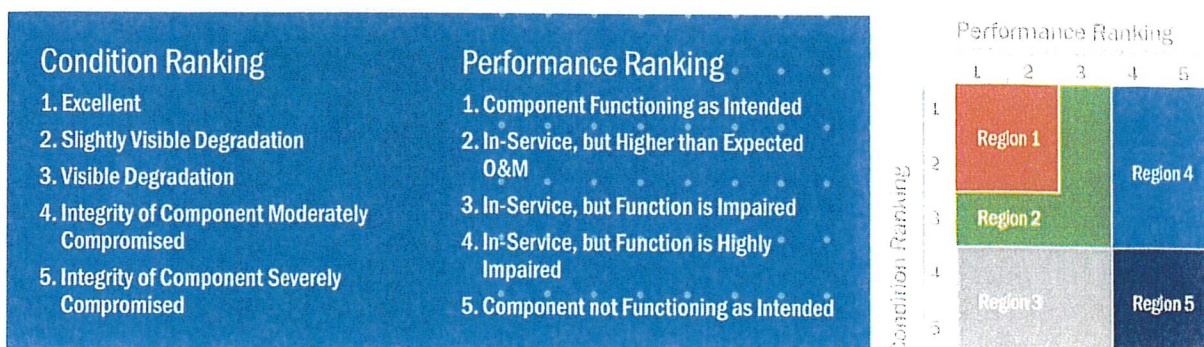 Condition Ranking
1. Excellent
2. Slightly Visible Degradation
3. Visible Degradation
4. Integrity of Component Moderately
Compromised
5. Integrity of Component Severely
Compromised
Performance Ranking
1. Component Functioning as Intended
2. In-Service, but Higher than Expected
O&M
3. In-Service, but Function is Impaired
4. In-Service, but Function is Highly
Impaired
5. Component not Functioning as Intended
Performance Ranking
1 2 3 4 5
Condition Ranking
1
2
3
4
5
Region 1
Region 2
Region 3
Region 4
Region 5